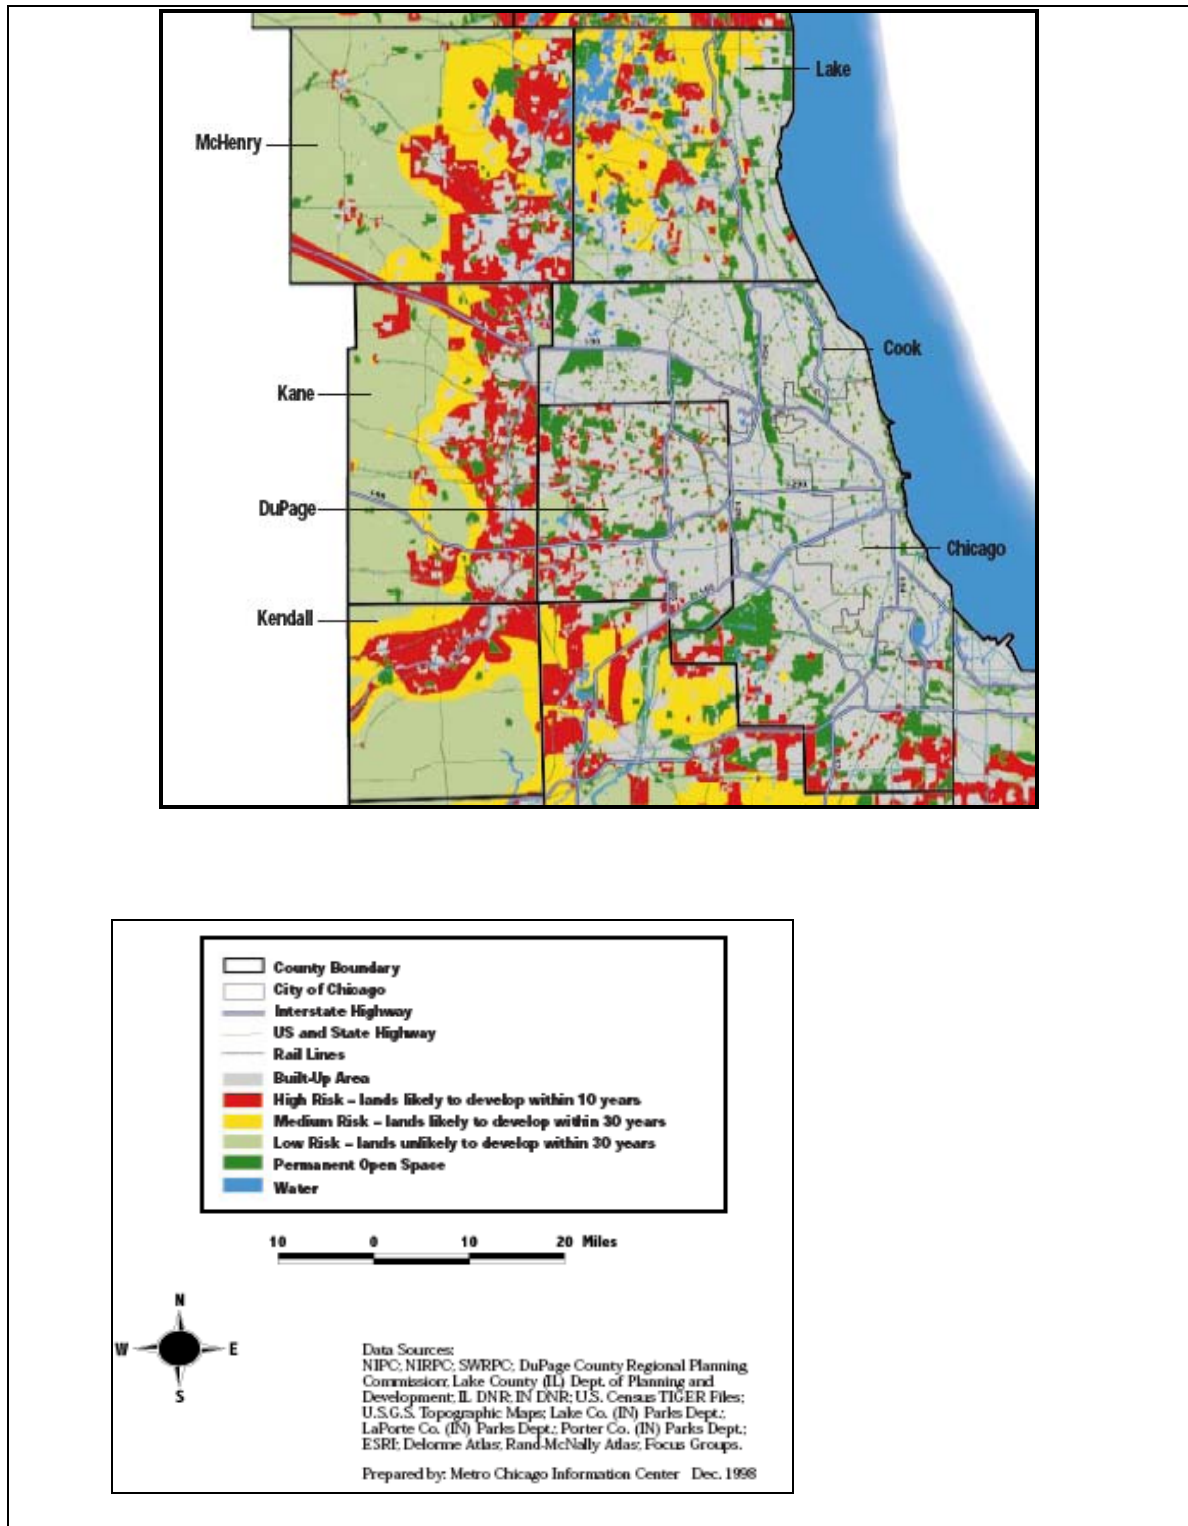 Lake
McHenry
Cook
Kane
DuPage
Chicago
Kendall
I-90
I-88
I-290
County Boundary
City of Chicago
Interstate Highway
US and State Highway
Rail Lines
Built-Up Area
High Risk – lands likely to develop within 10 years
Medium Risk – lands likely to develop within 30 years
Low Risk – lands unlikely to develop within 30 years
Permanent Open Space
Water
10 0 10 20 Miles
N
W E
S
Data Sources:
NIPC; NIRPC; SWRPC; DuPage County Regional Planning
Commission; Lake County (IL) Dept. of Planning and
Development; IL DNR; IN DNR; U.S. Census TIGER Files;
U.S.G.S. Topographic Maps; Lake Co. (IN) Parks Dept.;
LaPorte Co. (IN) Parks Dept.; Porter Co. (IN) Parks Dept.;
ESRI; Delorme Atlas; Rand-McNally Atlas; Focus Groups.
Prepared by: Metro Chicago Information Center Dec. 1998